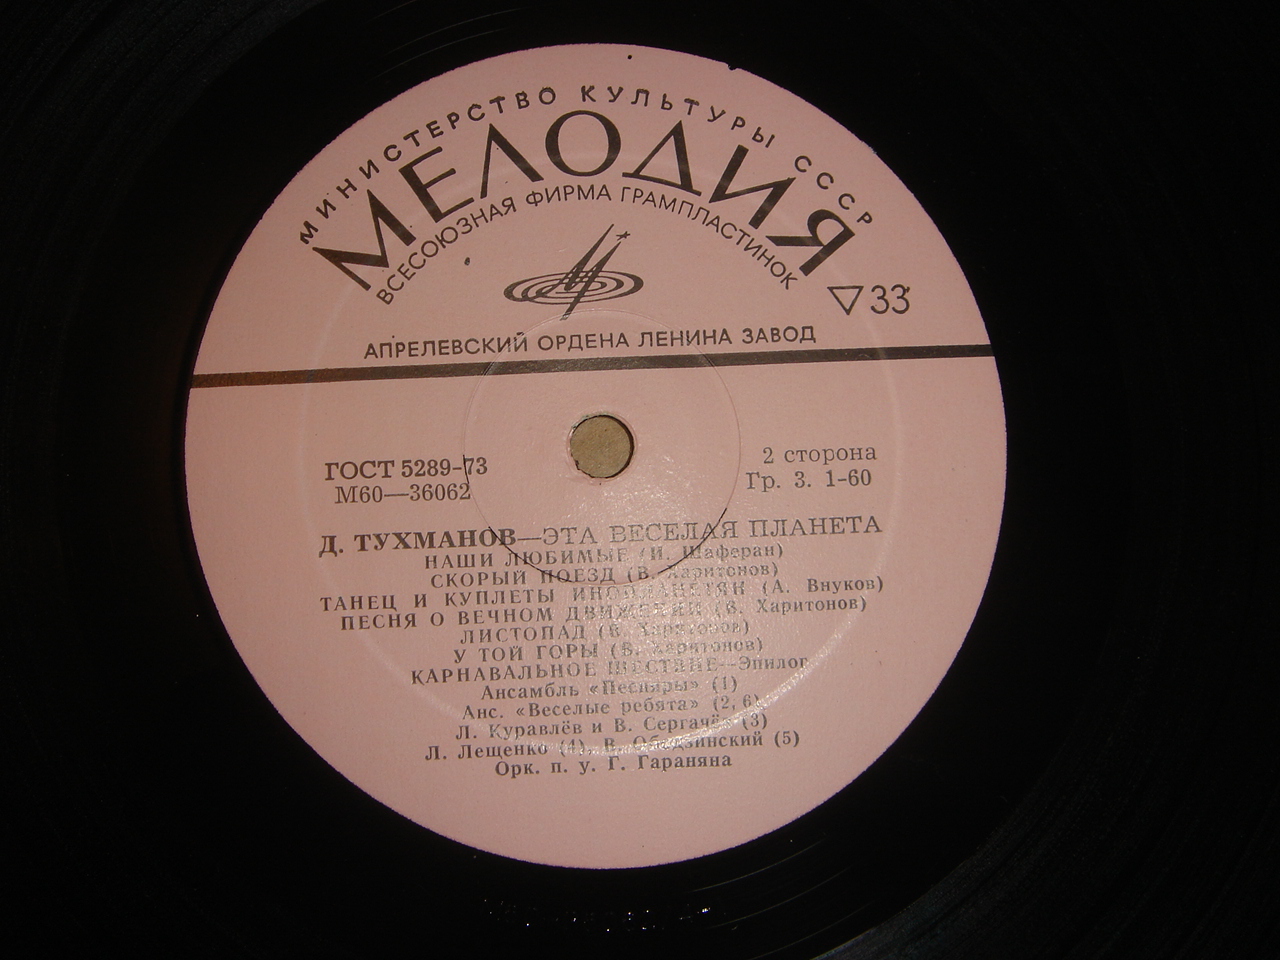 МИНИСТЕРСТВО КУЛЬТУРЫ СССР
МЕЛОДИЯ
ВСЕСОЮЗНАЯ ФИРМА ГРАМПЛАСТИНОК
33
АПРЕЛЕВСКИЙ ОРДЕНА ЛЕНИНА ЗАВОД
ГОСТ 5289-73
М60—36062
2 сторона
Гр. 3. 1-60
Д. ТУХМАНОВ—ЭТА ВЕСЕЛАЯ ПЛАНЕТА
НАШИ ЛЮБИМЫЕ (И. Шаферан)
СКОРЫЙ ПОЕЗД (В. Харитонов)
ТАНЕЦ И КУПЛЕТЫ ИНОПЛАНЕТЯН (А. Внуков)
ПЕСНЯ О ВЕЧНОМ ДВИЖЕНИИ (В. Харитонов)
ЛИСТОПАД (В. Харитонов)
У ТОЙ ГОРЫ (В. Харитонов)
КАРНАВАЛЬНОЕ ШЕСТВИЕ—Эпилог
Ансамбль «Песняры» (1)
Анс. «Веселые ребята» (2, 6)
Л. Куравлёв и В. Сергачёв (3)
Л. Лещенко (4), В. Ободзинский (5)
Орк. п. у. Г. Гараняна